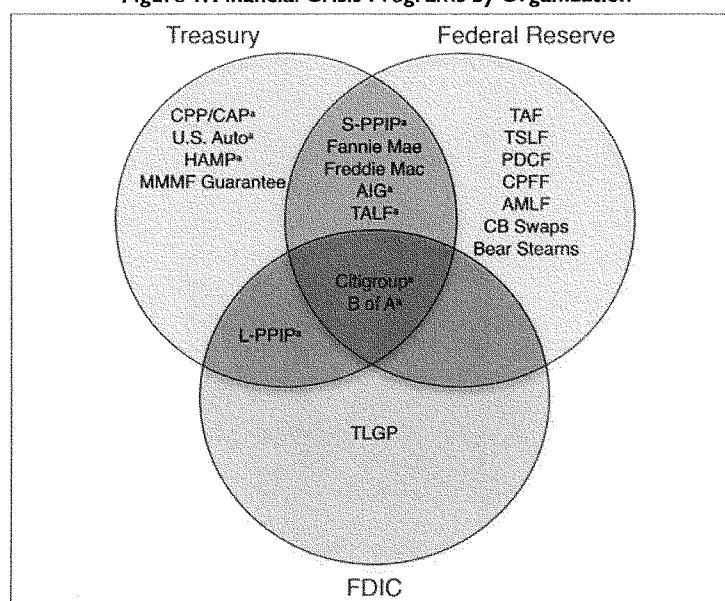 Figure 1. Financial Crisis Programs by Organization
Treasury
Federal Reserve
CPP/CAPª
U.S. Autoª
HAMPª
MMMF Guarantee
S-PPIPª
Fannie Mae
Freddie Mac
AIGª
TALFª
TAF
TSLF
PDCF
CPFF
AMLF
CB Swaps
Bear Stearns
Citigroupª
B of Aª
L-PPIPª
TLGP
FDIC